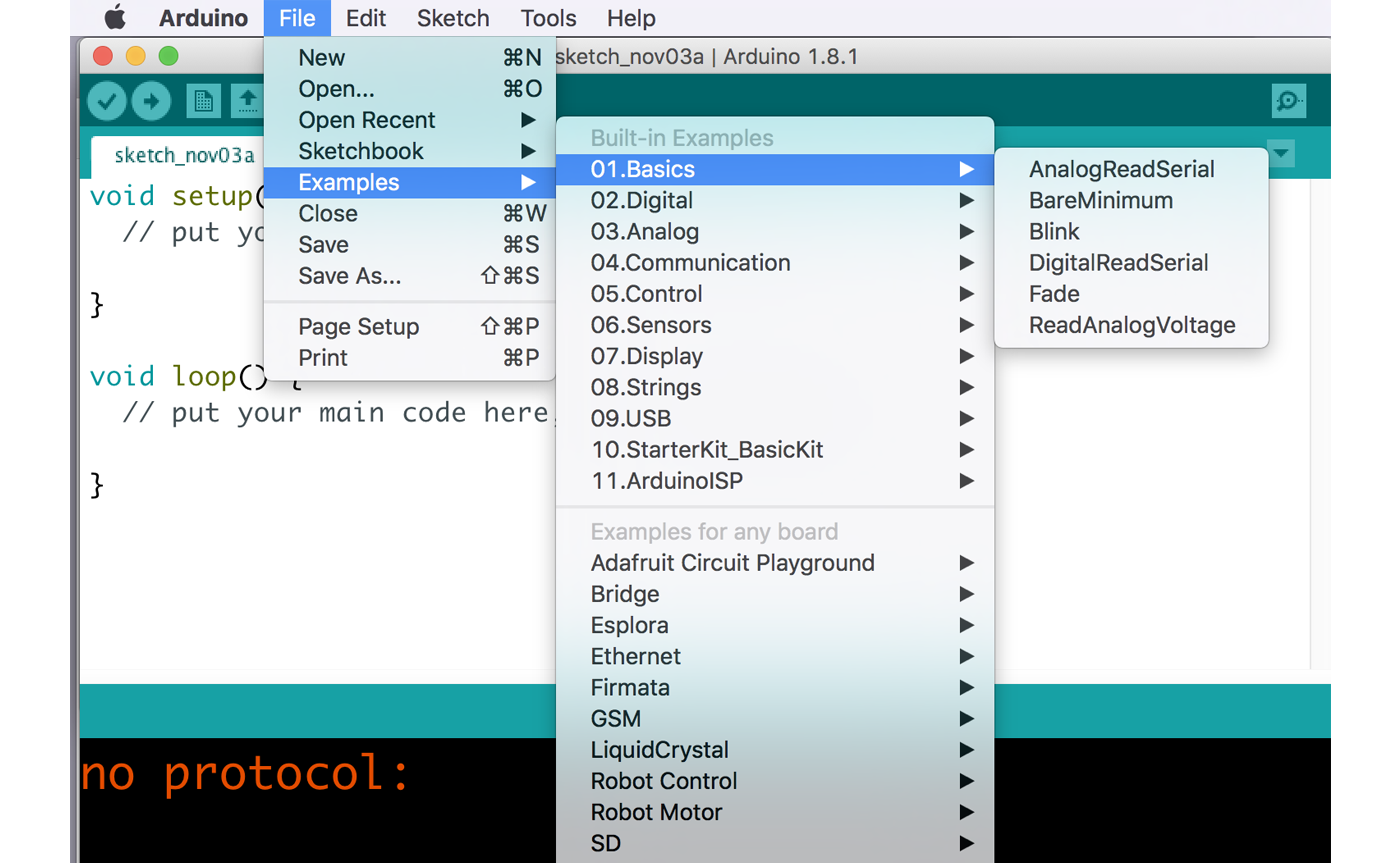 Arduino File Edit Sketch Tools Help
sketch_nov03a | Arduino 1.8.1
New ⌘N
Open... ⌘O
Open Recent ▶
Sketchbook ▶
Examples ▶
Close ⌘W
Save ⌘S
Save As... ⇧⌘S
Page Setup ⇧⌘P
Print ⌘P
Built-in Examples
01.Basics ▶
02.Digital ▶
03.Analog ▶
04.Communication ▶
05.Control ▶
06.Sensors ▶
07.Display ▶
08.Strings ▶
09.USB ▶
10.StarterKit_BasicKit ▶
11.ArduinoISP ▶
Examples for any board
Adafruit Circuit Playground ▶
Bridge ▶
Esplora ▶
Ethernet ▶
Firmata ▶
GSM ▶
LiquidCrystal ▶
Robot Control ▶
Robot Motor ▶
SD ▶
AnalogReadSerial
BareMinimum
Blink
DigitalReadSerial
Fade
ReadAnalogVoltage
sketch_nov03a
void setup(
// put yo
}
void loop() {
// put your main code here,
}
no protocol: